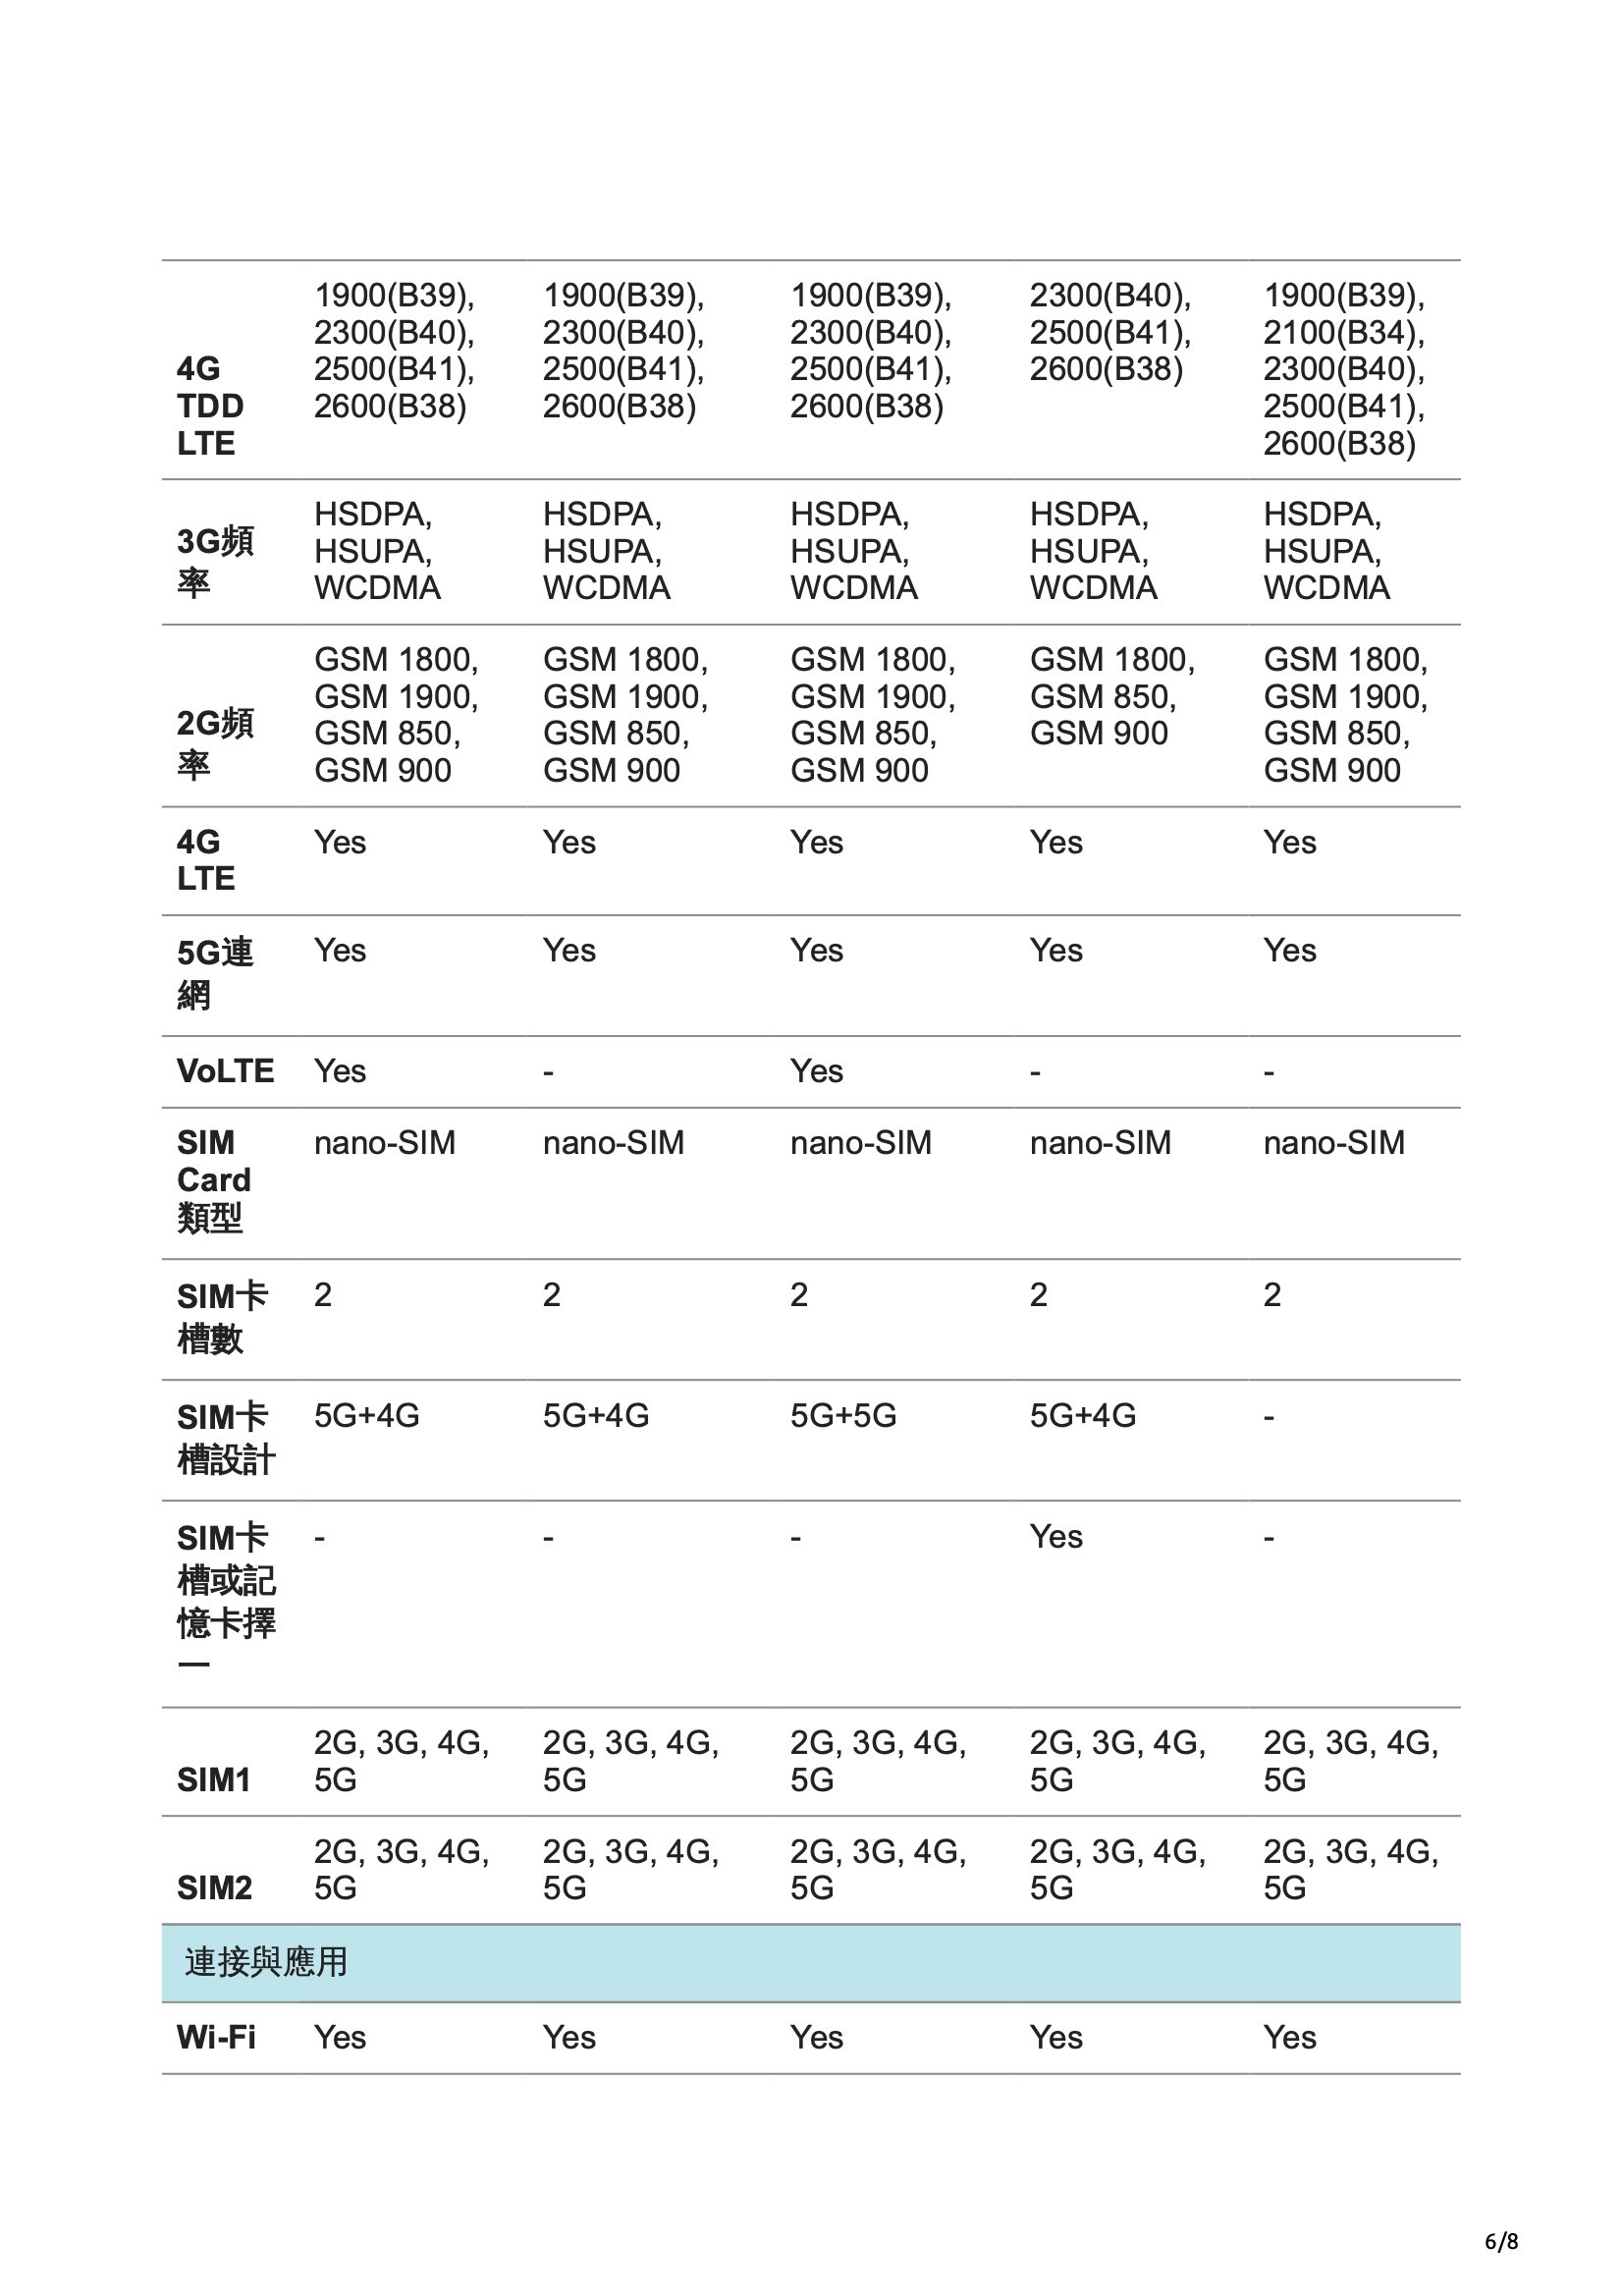 4G
TDD
LTE
1900(B39),
2300(B40),
2500(B41),
2600(B38)
1900(B39),
2300(B40),
2500(B41),
2600(B38)
1900(B39),
2300(B40),
2500(B41),
2600(B38)
2300(B40),
2500(B41),
2600(B38)
1900(B39),
2100(B34),
2300(B40),
2500(B41),
2600(B38)
3G頻
率
HSDPA,
HSUPA,
WCDMA
HSDPA,
HSUPA,
WCDMA
HSDPA,
HSUPA,
WCDMA
HSDPA,
HSUPA,
WCDMA
HSDPA,
HSUPA,
WCDMA
2G頻
率
GSM 1800,
GSM 1900,
GSM 850,
GSM 900
GSM 1800,
GSM 1900,
GSM 850,
GSM 900
GSM 1800,
GSM 1900,
GSM 850,
GSM 900
GSM 1800,
GSM 850,
GSM 900
GSM 1800,
GSM 1900,
GSM 850,
GSM 900
4G
LTE
Yes
Yes
Yes
Yes
Yes
5G連
網
Yes
Yes
Yes
Yes
Yes
VoLTE
Yes
-
Yes
-
-
SIM
Card
類型
nano-SIM
nano-SIM
nano-SIM
nano-SIM
nano-SIM
SIM卡
槽數
2
2
2
2
2
SIM卡
槽設計
5G+4G
5G+4G
5G+5G
5G+4G
-
SIM卡
槽或記
憶卡擇
一
-
-
-
Yes
-
SIM1
2G, 3G, 4G,
5G
2G, 3G, 4G,
5G
2G, 3G, 4G,
5G
2G, 3G, 4G,
5G
2G, 3G, 4G,
5G
SIM2
2G, 3G, 4G,
5G
2G, 3G, 4G,
5G
2G, 3G, 4G,
5G
2G, 3G, 4G,
5G
2G, 3G, 4G,
5G
連接與應用
Wi-Fi
Yes
Yes
Yes
Yes
Yes
6/8